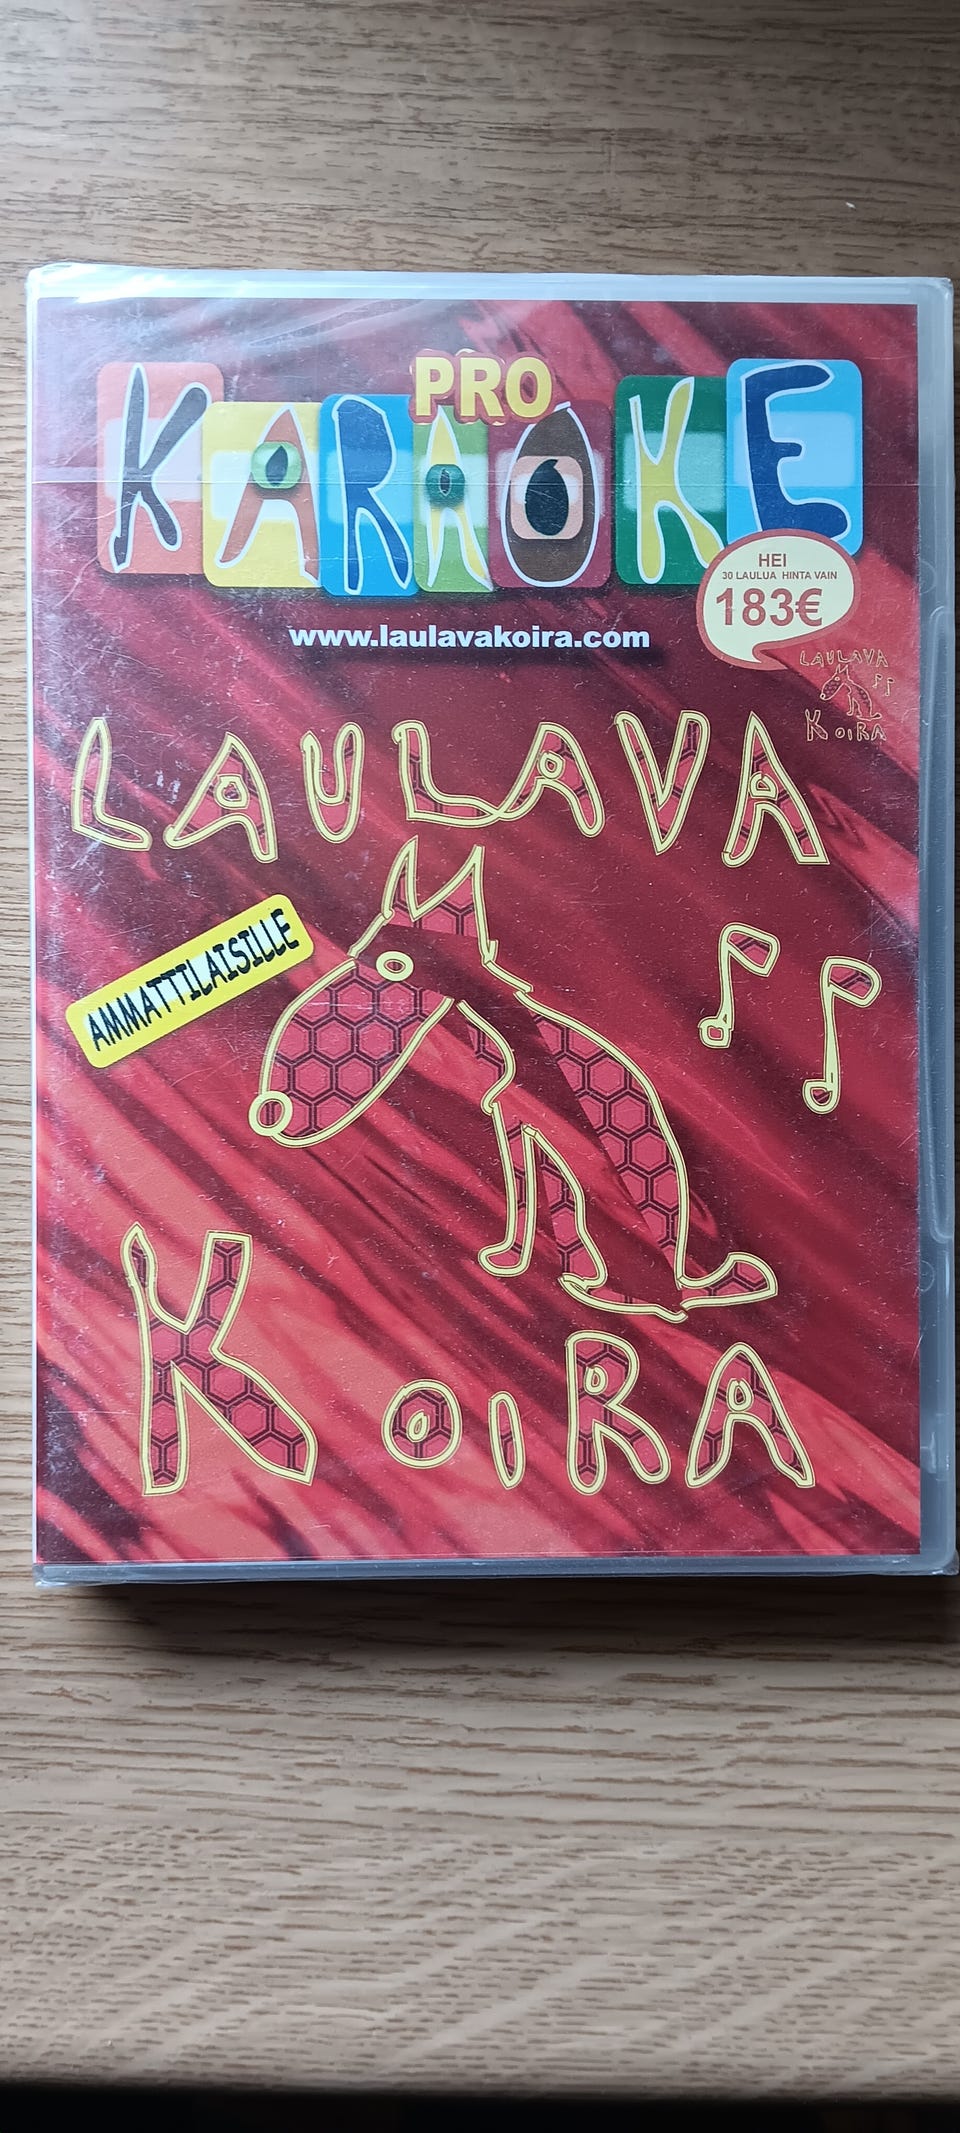 PRO
KARAOKE
HEI
30 LAULUA HINTA VAIN
183€
www.laulavakoira.com
LAULAVA
KOIRA
LAULAVA
AMMATTILAISILLE
KOIRA